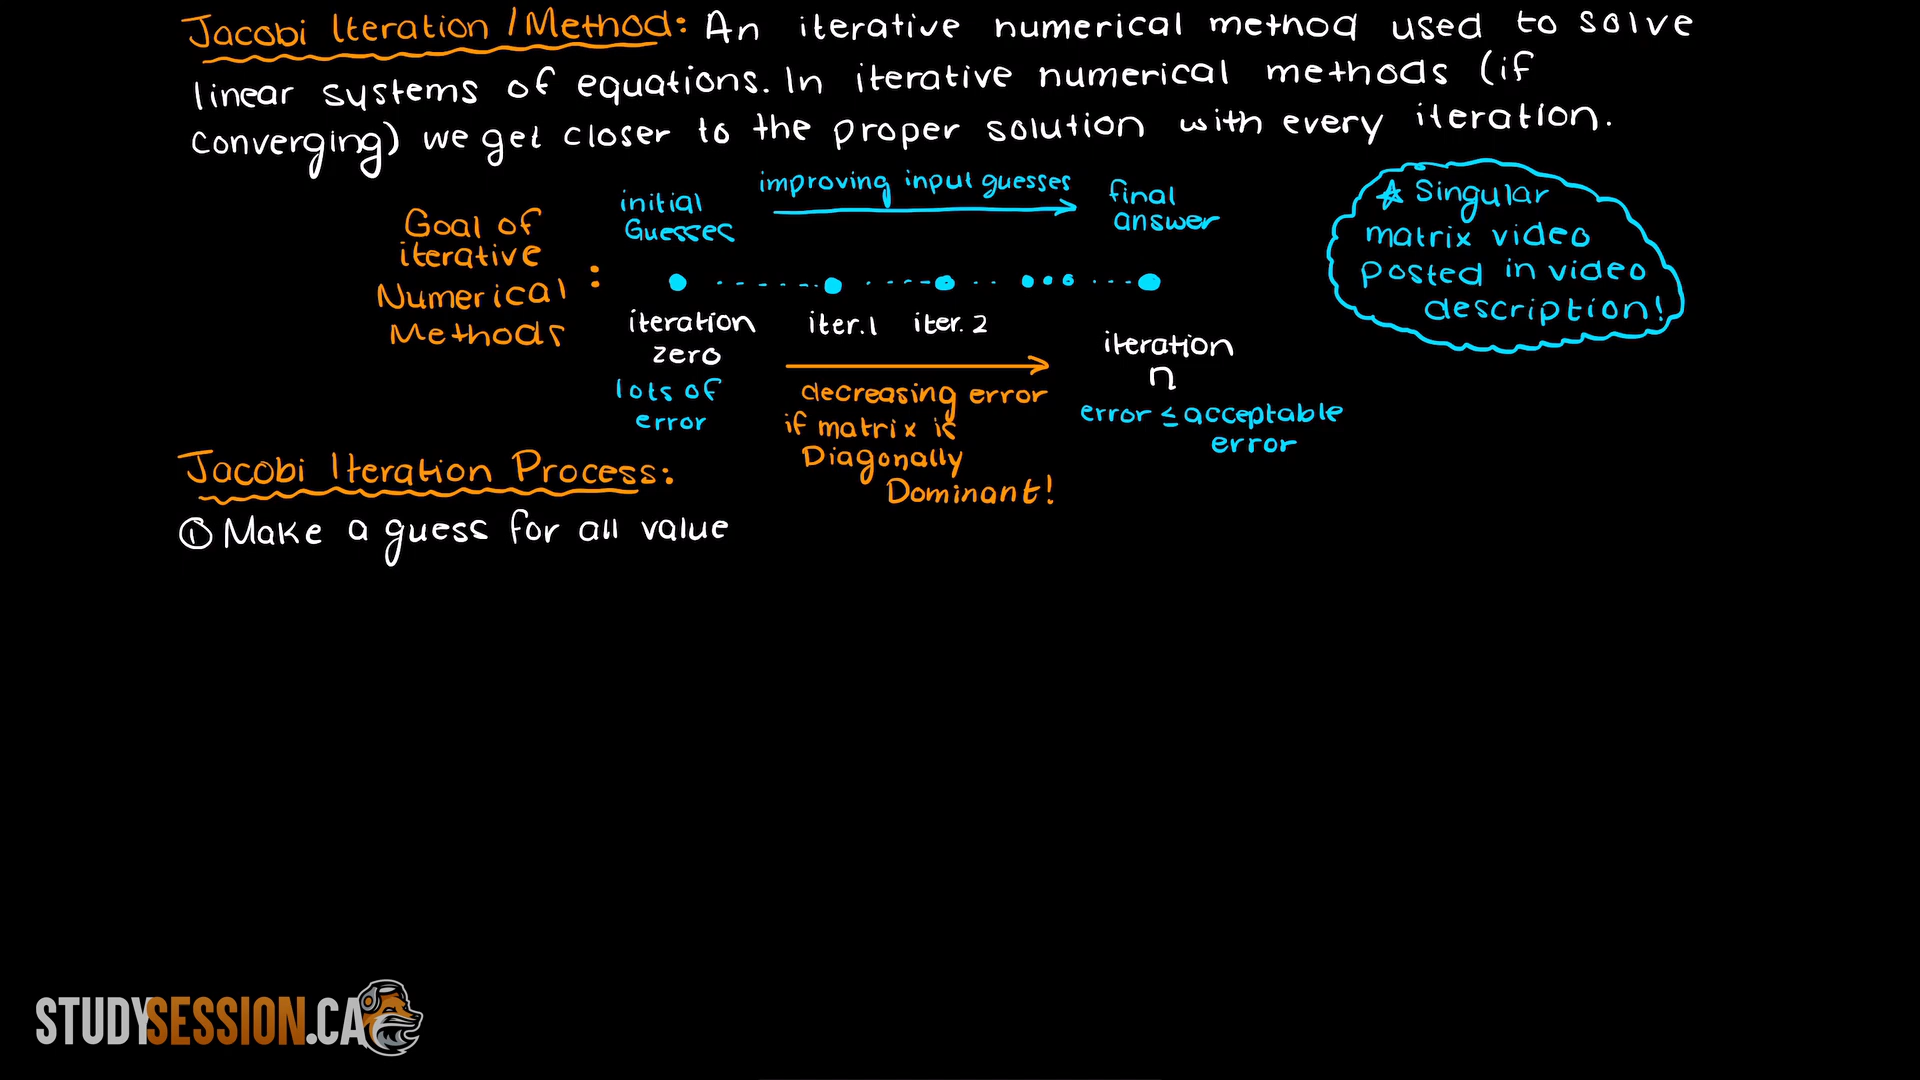 Jacobi Iteration / Method: An iterative numerical method used to solve
linear systems of equations. In iterative numerical methods (if
converging) we get closer to the proper solution with every iteration.
Goal of
iterative
Numerical
Methods :
initial
Guesses
improving input guesses
final
answer
iteration
zero
iter. 1
iter. 2
iteration
n
lots of
error
decreasing error
if matrix is
Diagonally
Dominant!
error ≤ acceptable
error
☆ Singular
matrix video
posted in video
description!
Jacobi Iteration Process:
① Make a guess for all value
STUDYSESSION.CA